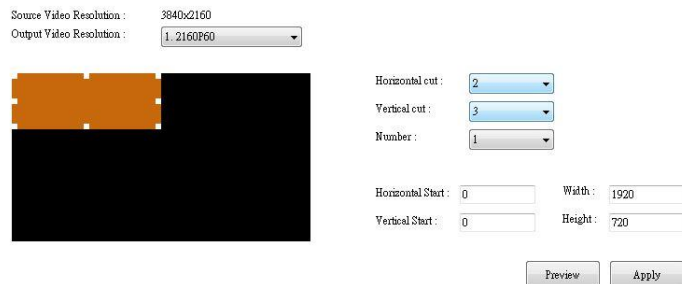 Source Video Resolution : 3840x2160
Output Video Resolution : 1. 2160P60
Horizontal cut : 2
Vertical cut : 3
Number : 1
Horizontal Start : 0 Width : 1920
Vertical Start : 0 Height : 720
Preview Apply